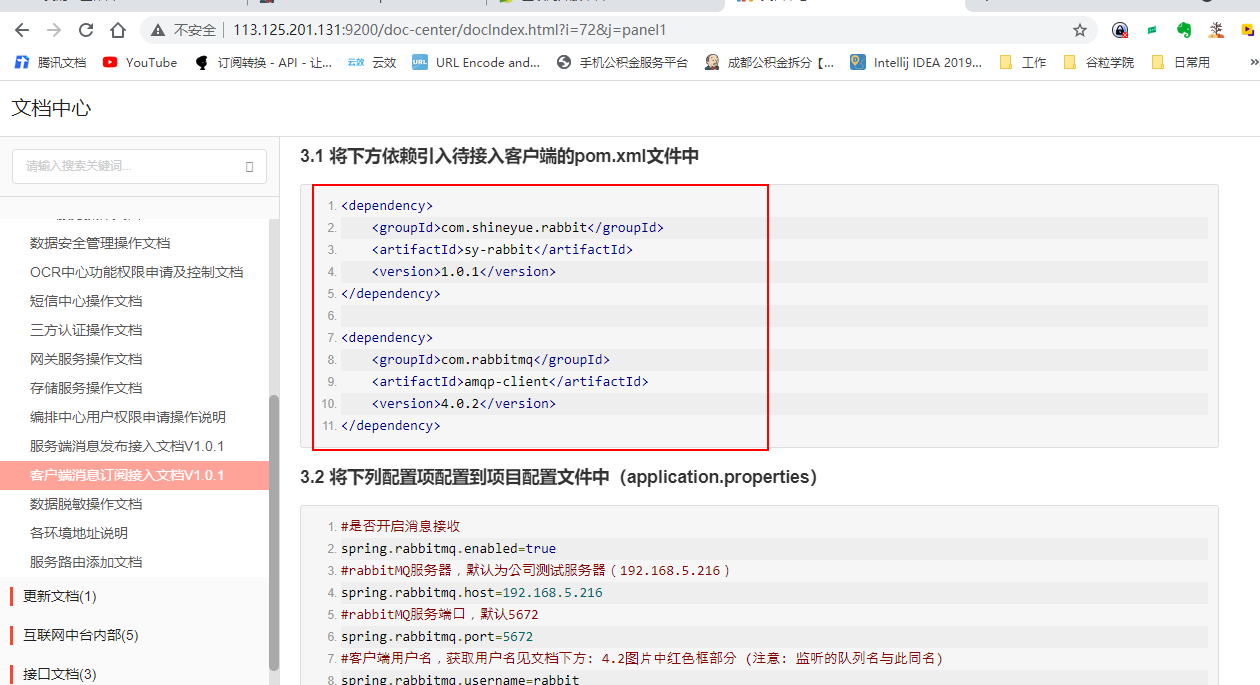 不安全 113.125.201.131:9200/doc-center/docIndex.html?i=72&j=panel1
腾讯文档 YouTube 订阅转换 - API - 让... 云效 云效 URL URL Encode and... 手机公积金服务平台 成都公积金拆分【... Intellij IDEA 2019... 工作 谷粒学院 日常用 »
文档中心
请输入搜索关键词...
数据安全管理操作文档
OCR中心功能权限申请及控制文档
短信中心操作文档
三方认证操作文档
网关服务操作文档
存储服务操作文档
编排中心用户权限申请操作说明
服务端消息发布接入文档V1.0.1
客户端消息订阅接入文档V1.0.1
数据脱敏操作文档
各环境地址说明
服务路由添加文档
更新文档(1)
互联网中台内部(5)
接口文档(3)
3.1 将下方依赖引入待接入客户端的pom.xml文件中
1. <dependency>
2. <groupId>com.shineyue.rabbit</groupId>
3. <artifactId>sy-rabbit</artifactId>
4. <version>1.0.1</version>
5. </dependency>
6.
7. <dependency>
8. <groupId>com.rabbitmq</groupId>
9. <artifactId>amqp-client</artifactId>
10. <version>4.0.2</version>
11. </dependency>
3.2 将下列配置项配置到项目配置文件中（application.properties）
1. #是否开启消息接收
2. spring.rabbitmq.enabled=true
3. #rabbitMQ服务器，默认为公司测试服务器（192.168.5.216）
4. spring.rabbitmq.host=192.168.5.216
5. #rabbitMQ服务端口，默认5672
6. spring.rabbitmq.port=5672
7. #客户端用户名，获取用户名见文档下方：4.2图片中红色框部分（注意：监听的队列名与此同名）
8. spring.rabbitmq.username=rabbit